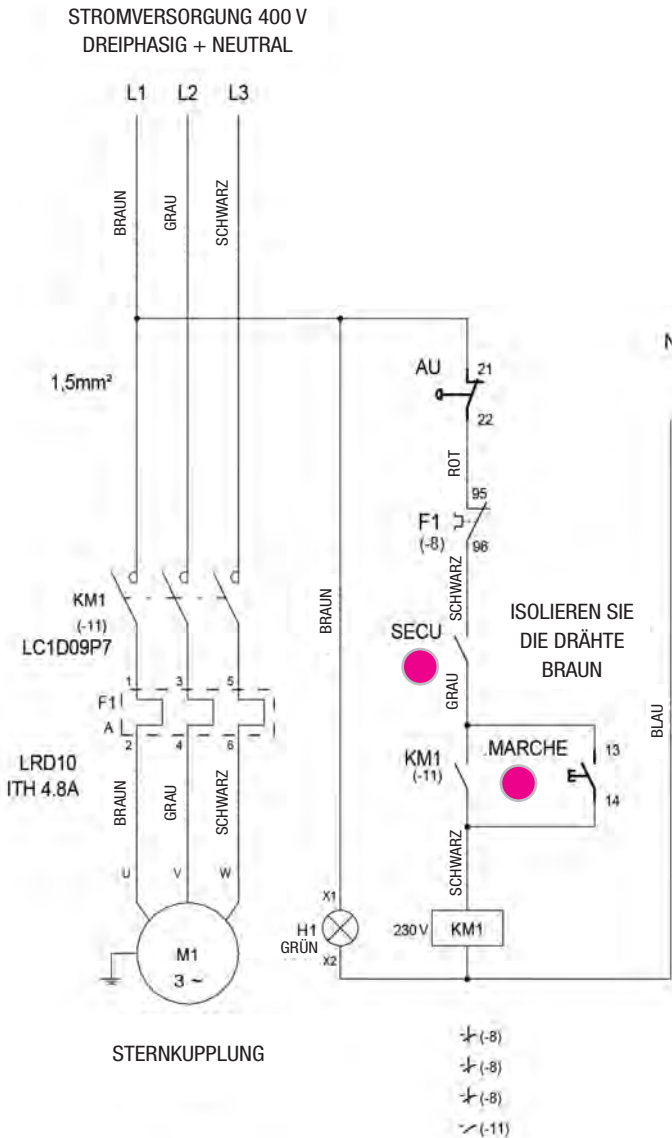 STROMVERSORGUNG 400 V
DREIPHASIG + NEUTRAL
L1 L2 L3
BRAUN
GRAU
SCHWARZ
N
1,5mm²
AU
21
22
ROT
95
F1
(-8)
96
SCHWARZ
KM1
(-11)
LC1D09P7
BRAUN
SECU
GRAU
ISOLIEREN SIE
DIE DRÄHTE
BRAUN
BLAU
1 3 5
F1
A
2 4 6
LRD10
ITH 4.8A
BRAUN
GRAU
SCHWARZ
KM1
(-11)
MARCHE
13
14
SCHWARZ
U V W
M1
3 ~
X1
H1
GRÜN
X2
230 V
KM1
STERNKUPPLUNG
(-8)
(-8)
(-8)
(-11)